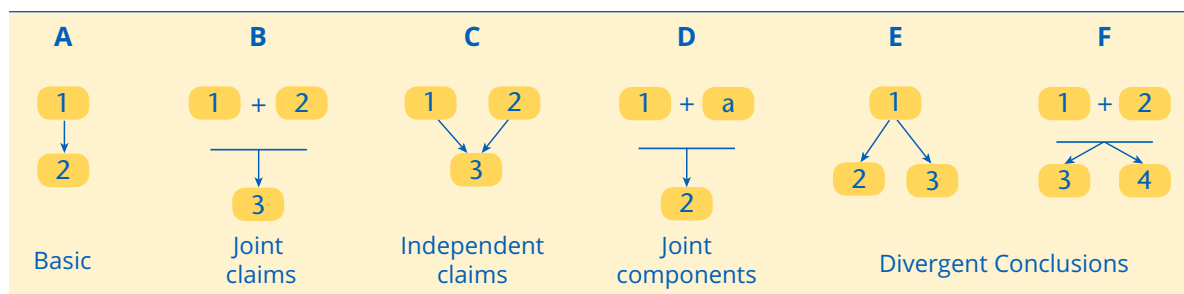 A B C D E F
1 1 + 2 1 2 1 + a 1 1 + 2
2 3 3 2 2 3 3 4
Basic
Joint
claims
Independent
claims
Joint
components
Divergent Conclusions